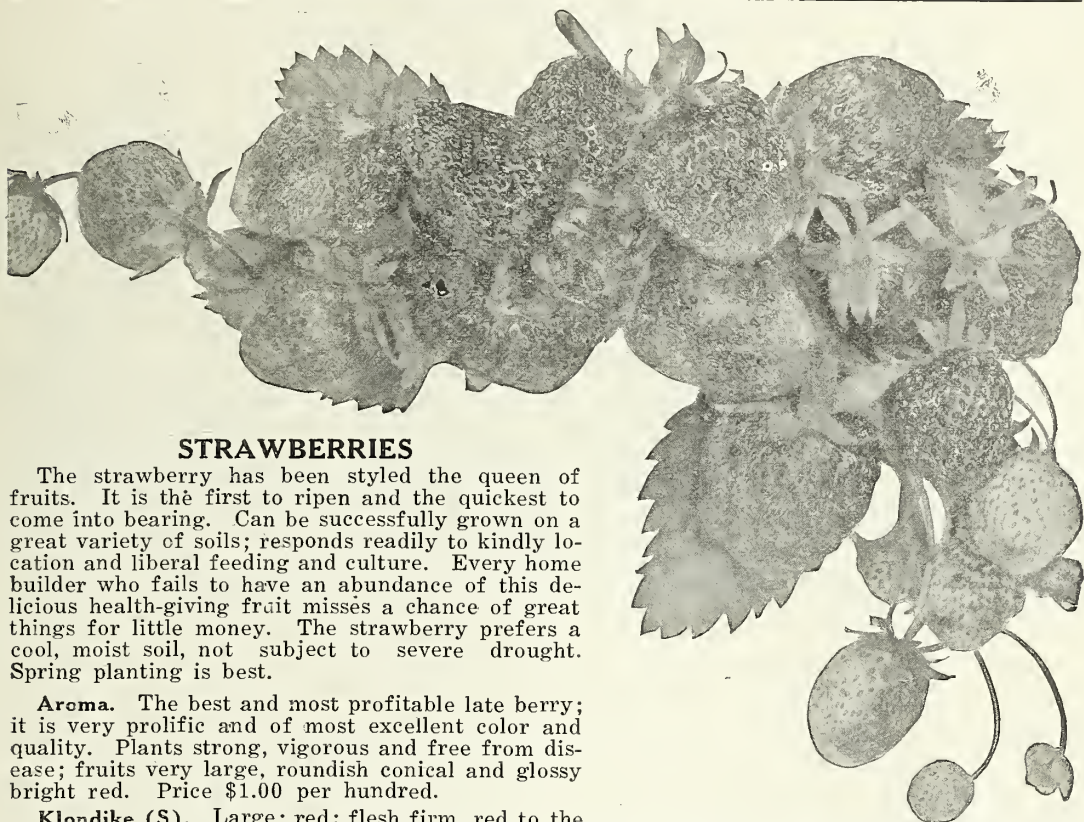 STRAWBERRIES
The strawberry has been styled the queen of
fruits. It is the first to ripen and the quickest to
come into bearing. Can be successfully grown on a
great variety of soils; responds readily to kindly lo-
cation and liberal feeding and culture. Every home
builder who fails to have an abundance of this de-
licious health-giving fruit misses a chance of great
things for little money. The strawberry prefers a
cool, moist soil, not subject to severe drought.
Spring planting is best.
Aroma. The best and most profitable late berry;
it is very prolific and of most excellent color and
quality. Plants strong, vigorous and free from dis-
ease; fruits very large, roundish conical and glossy
bright red. Price $1.00 per hundred.
Klondike (S). Large; red; flesh firm, red to the